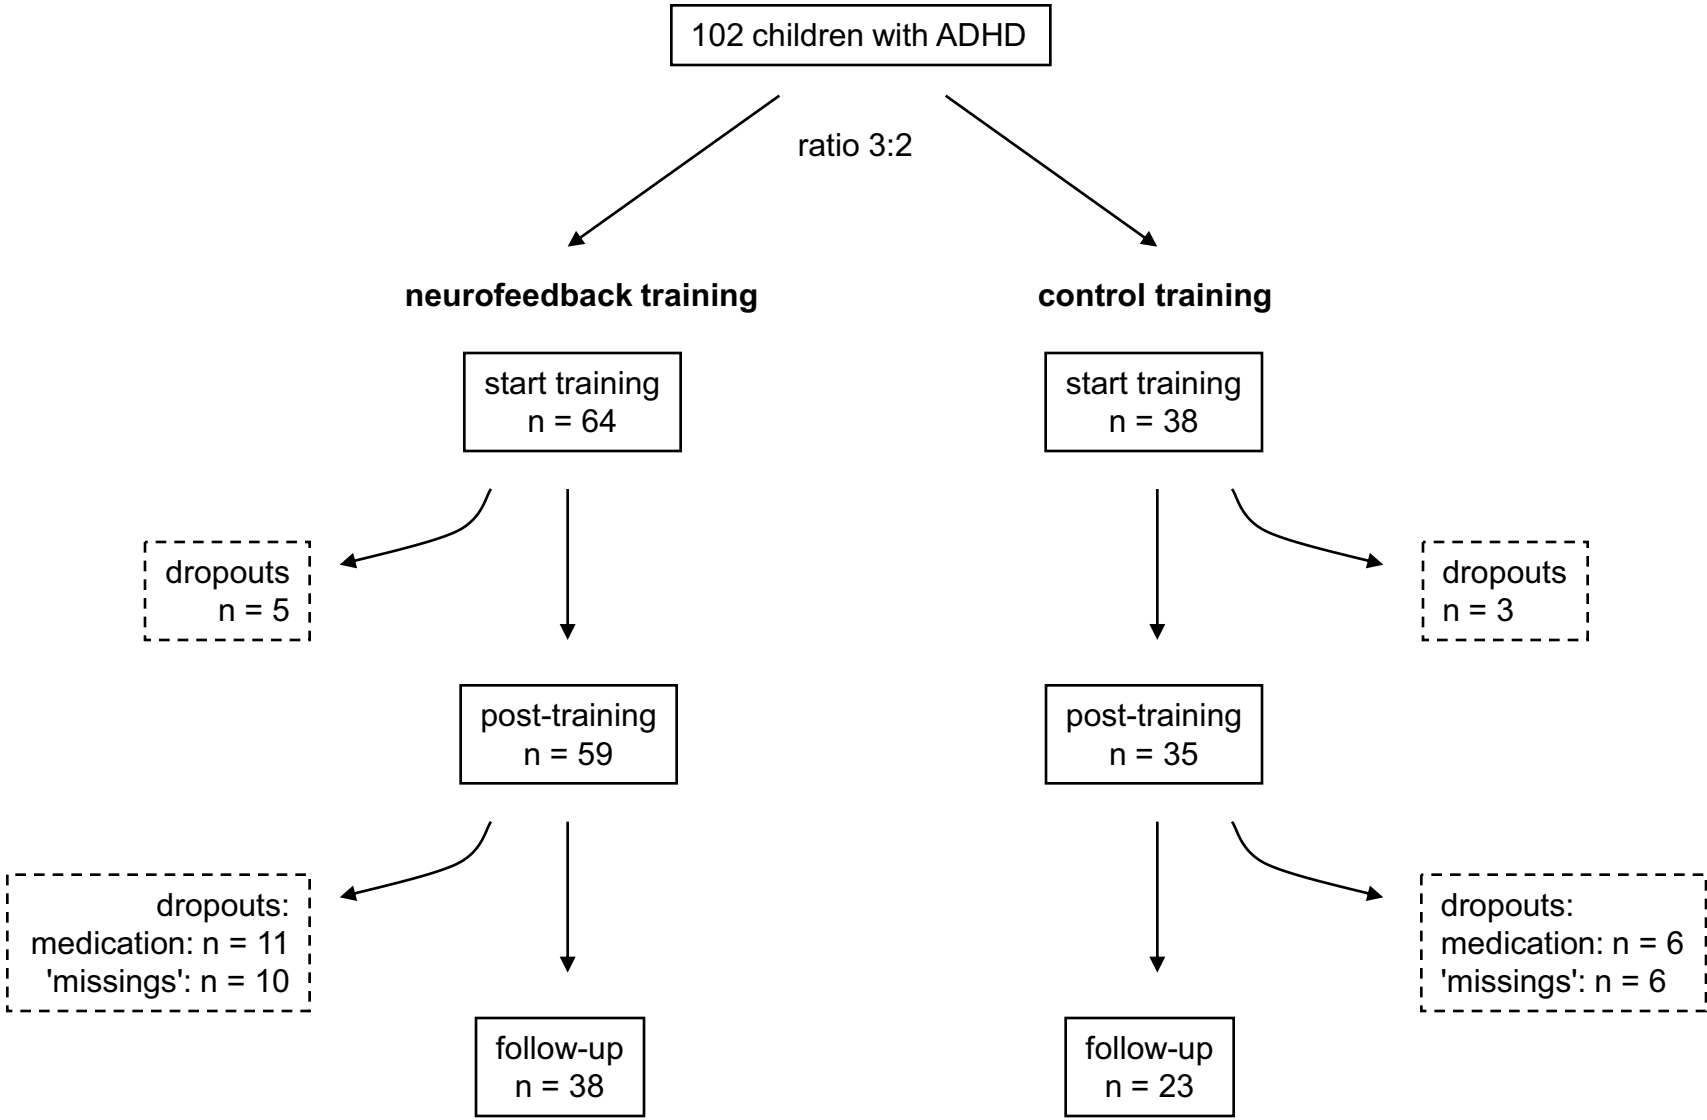 102 children with ADHD
ratio 3:2
neurofeedback training
control training
start training
n = 64
start training
n = 38
dropouts
n = 5
dropouts
n = 3
post-training
n = 59
post-training
n = 35
dropouts:
medication: n = 11
'missings': n = 10
dropouts:
medication: n = 6
'missings': n = 6
follow-up
n = 38
follow-up
n = 23